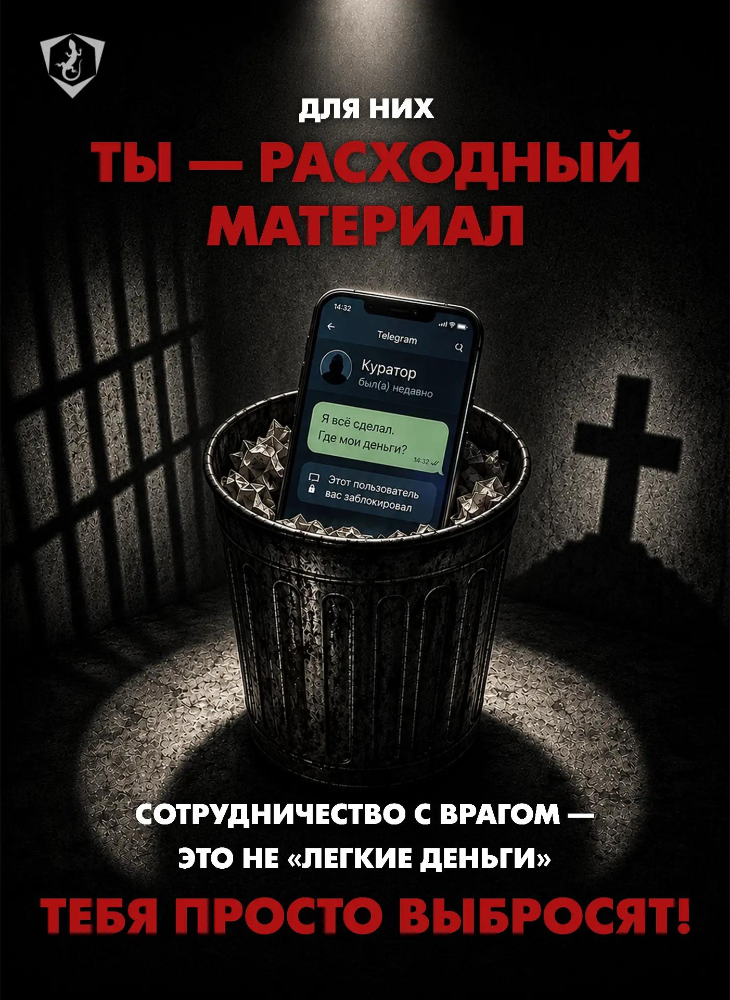 ДЛЯ НИХ
ТЫ — РАСХОДНЫЙ
МАТЕРИАЛ
14:32
Telegram
Куратор
был(а) недавно
Я всё сделал.
Где мои деньги?
14:32
Этот пользователь
вас заблокировал
СОТРУДНИЧЕСТВО С ВРАГОМ —
ЭТО НЕ «ЛЕГКИЕ ДЕНЬГИ»
ТЕБЯ ПРОСТО ВЫБРОСЯТ!